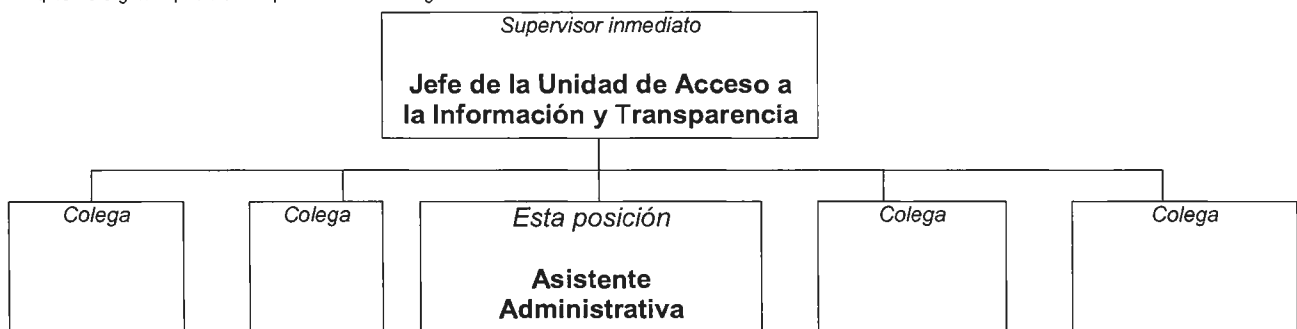 Supervisor inmediato
Jefe de la Unidad de Acceso a
la Información y Transparencia
Colega
Colega
Esta posición
Colega
Colega
Asistente
Administrativa